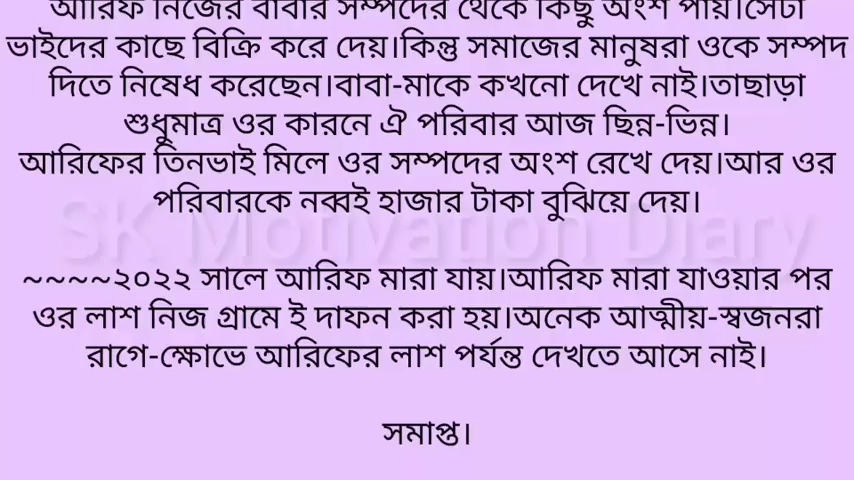 আরিফ নিজের বাবার সম্পদের থেকে কিছু অংশ পায়।সেটা
ভাইদের কাছে বিক্রি করে দেয়।কিন্তু সমাজের মানুষরা ওকে সম্পদ
দিতে নিষেধ করেছেন।বাবা-মাকে কখনো দেখে নাই।তাছাড়া
শুধুমাত্র ওর কারনে ঐ পরিবার আজ ছিন্ন-ভিন্ন।
আরিফের তিনভাই মিলে ওর সম্পদের অংশ রেখে দেয়।আর ওর
পরিবারকে নব্বই হাজার টাকা বুঝিয়ে দেয়।
SK Motivation Diary
~~~~২০২২ সালে আরিফ মারা যায়।আরিফ মারা যাওয়ার পর
ওর লাশ নিজ গ্রামে ই দাফন করা হয়।অনেক আত্মীয়-স্বজনরা
রাগে-ক্ষোভে আরিফের লাশ পর্যন্ত দেখতে আসে নাই।
সমাপ্ত।